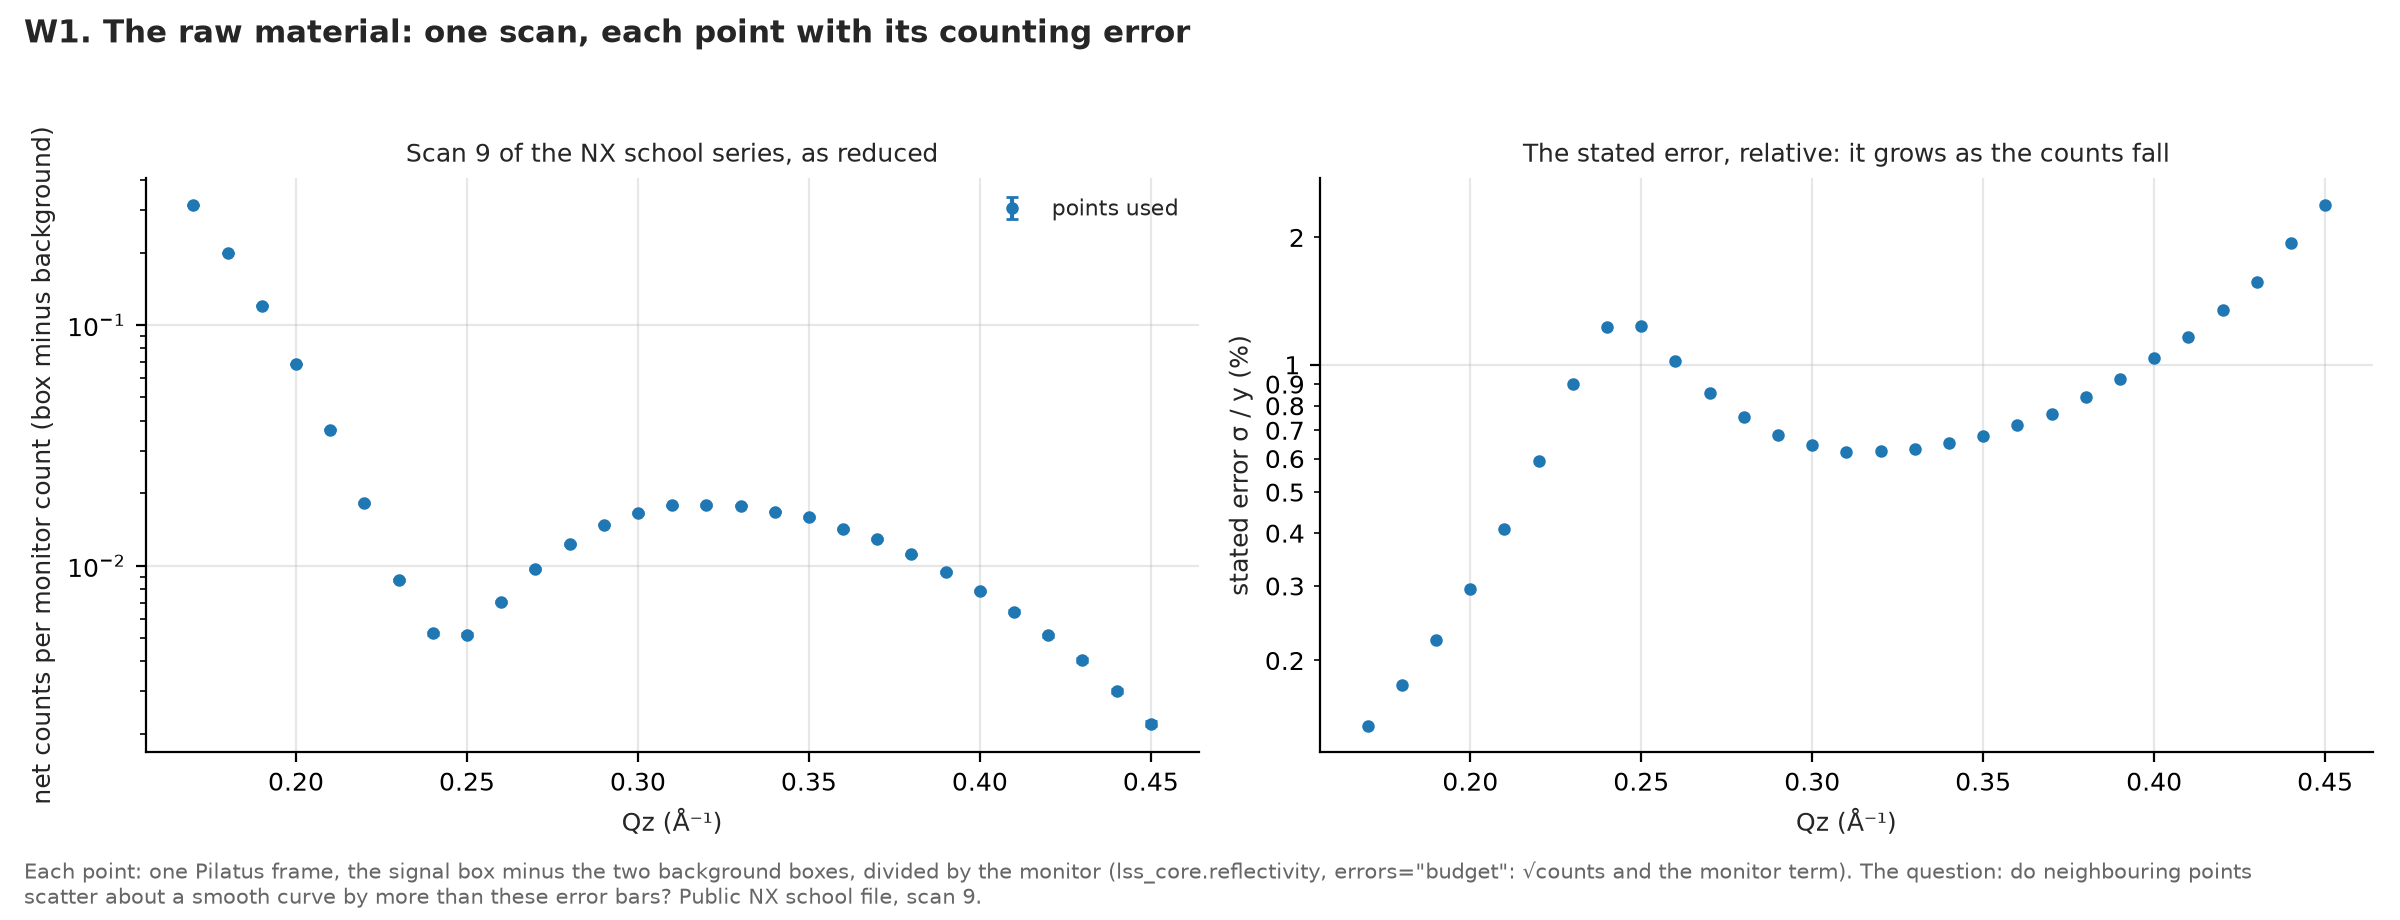 W1. The raw material: one scan, each point with its counting error
Scan 9 of the NX school series, as reduced
net counts per monitor count (box minus background)
10⁻¹
10⁻²
points used
0.20 0.25 0.30 0.35 0.40 0.45
Qz (Å⁻¹)
The stated error, relative: it grows as the counts fall
stated error σ / y (%)
2
1
0.9
0.8
0.7
0.6
0.5
0.4
0.3
0.2
0.20 0.25 0.30 0.35 0.40 0.45
Qz (Å⁻¹)
Each point: one Pilatus frame, the signal box minus the two background boxes, divided by the monitor (lss_core.reflectivity, errors="budget": √counts and the monitor term). The question: do neighbouring points
scatter about a smooth curve by more than these error bars? Public NX school file, scan 9.